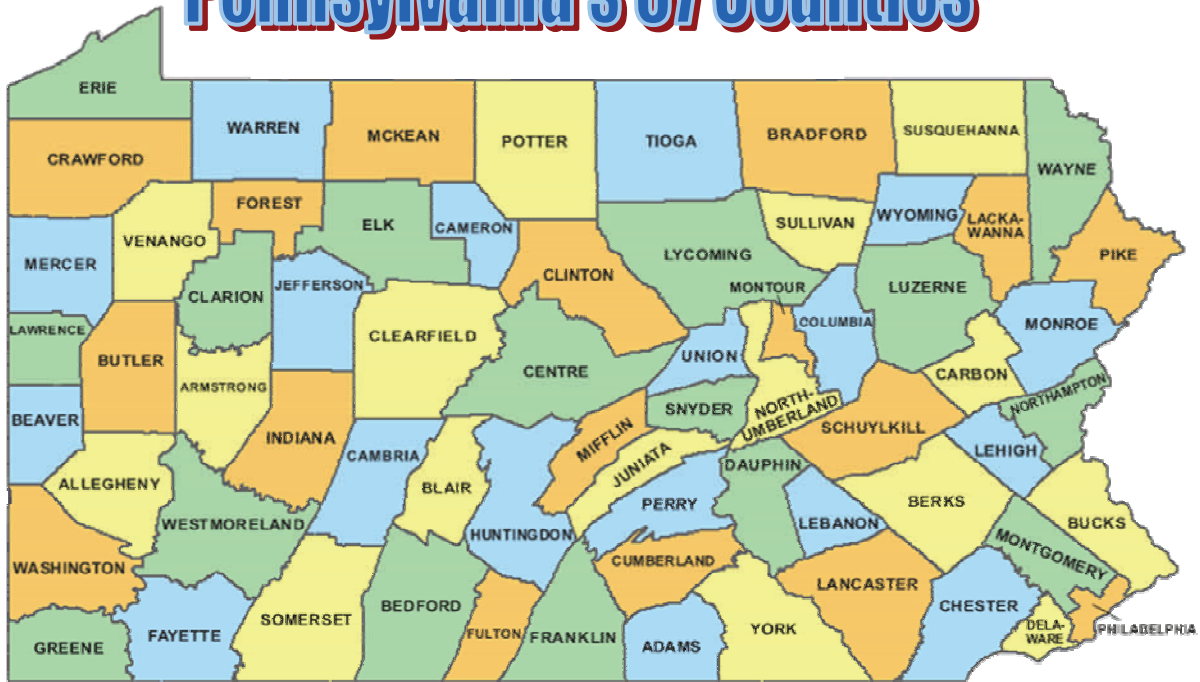 Pennsylvania's 67 Counties
ERIE
WARREN
MCKEAN
POTTER
TIOGA
BRADFORD
SUSQUEHANNA
CRAWFORD
WAYNE
FOREST
ELK
CAMERON
SULLIVAN
WYOMING
LACKA-
WANNA
VENANGO
MERCER
CLARION
JEFFERSON
CLINTON
LYCOMING
MONTOUR
LUZERNE
PIKE
LAWRENCE
BUTLER
ARMSTRONG
CLEARFIELD
CENTRE
UNION
COLUMBIA
MONROE
CARBON
NORTHAMPTON
BEAVER
INDIANA
CAMBRIA
MIFFLIN
SNYDER
NORTH-
UMBERLAND
SCHUYLKILL
LEHIGH
ALLEGHENY
BLAIR
JUNIATA
DAUPHIN
BERKS
BUCKS
WESTMORELAND
HUNTINGDON
PERRY
LEBANON
MONTGOMERY
WASHINGTON
CUMBERLAND
LANCASTER
CHESTER
GREENE
FAYETTE
SOMERSET
BEDFORD
FULTON
FRANKLIN
ADAMS
YORK
DELA-
WARE
PHILADELPHIA